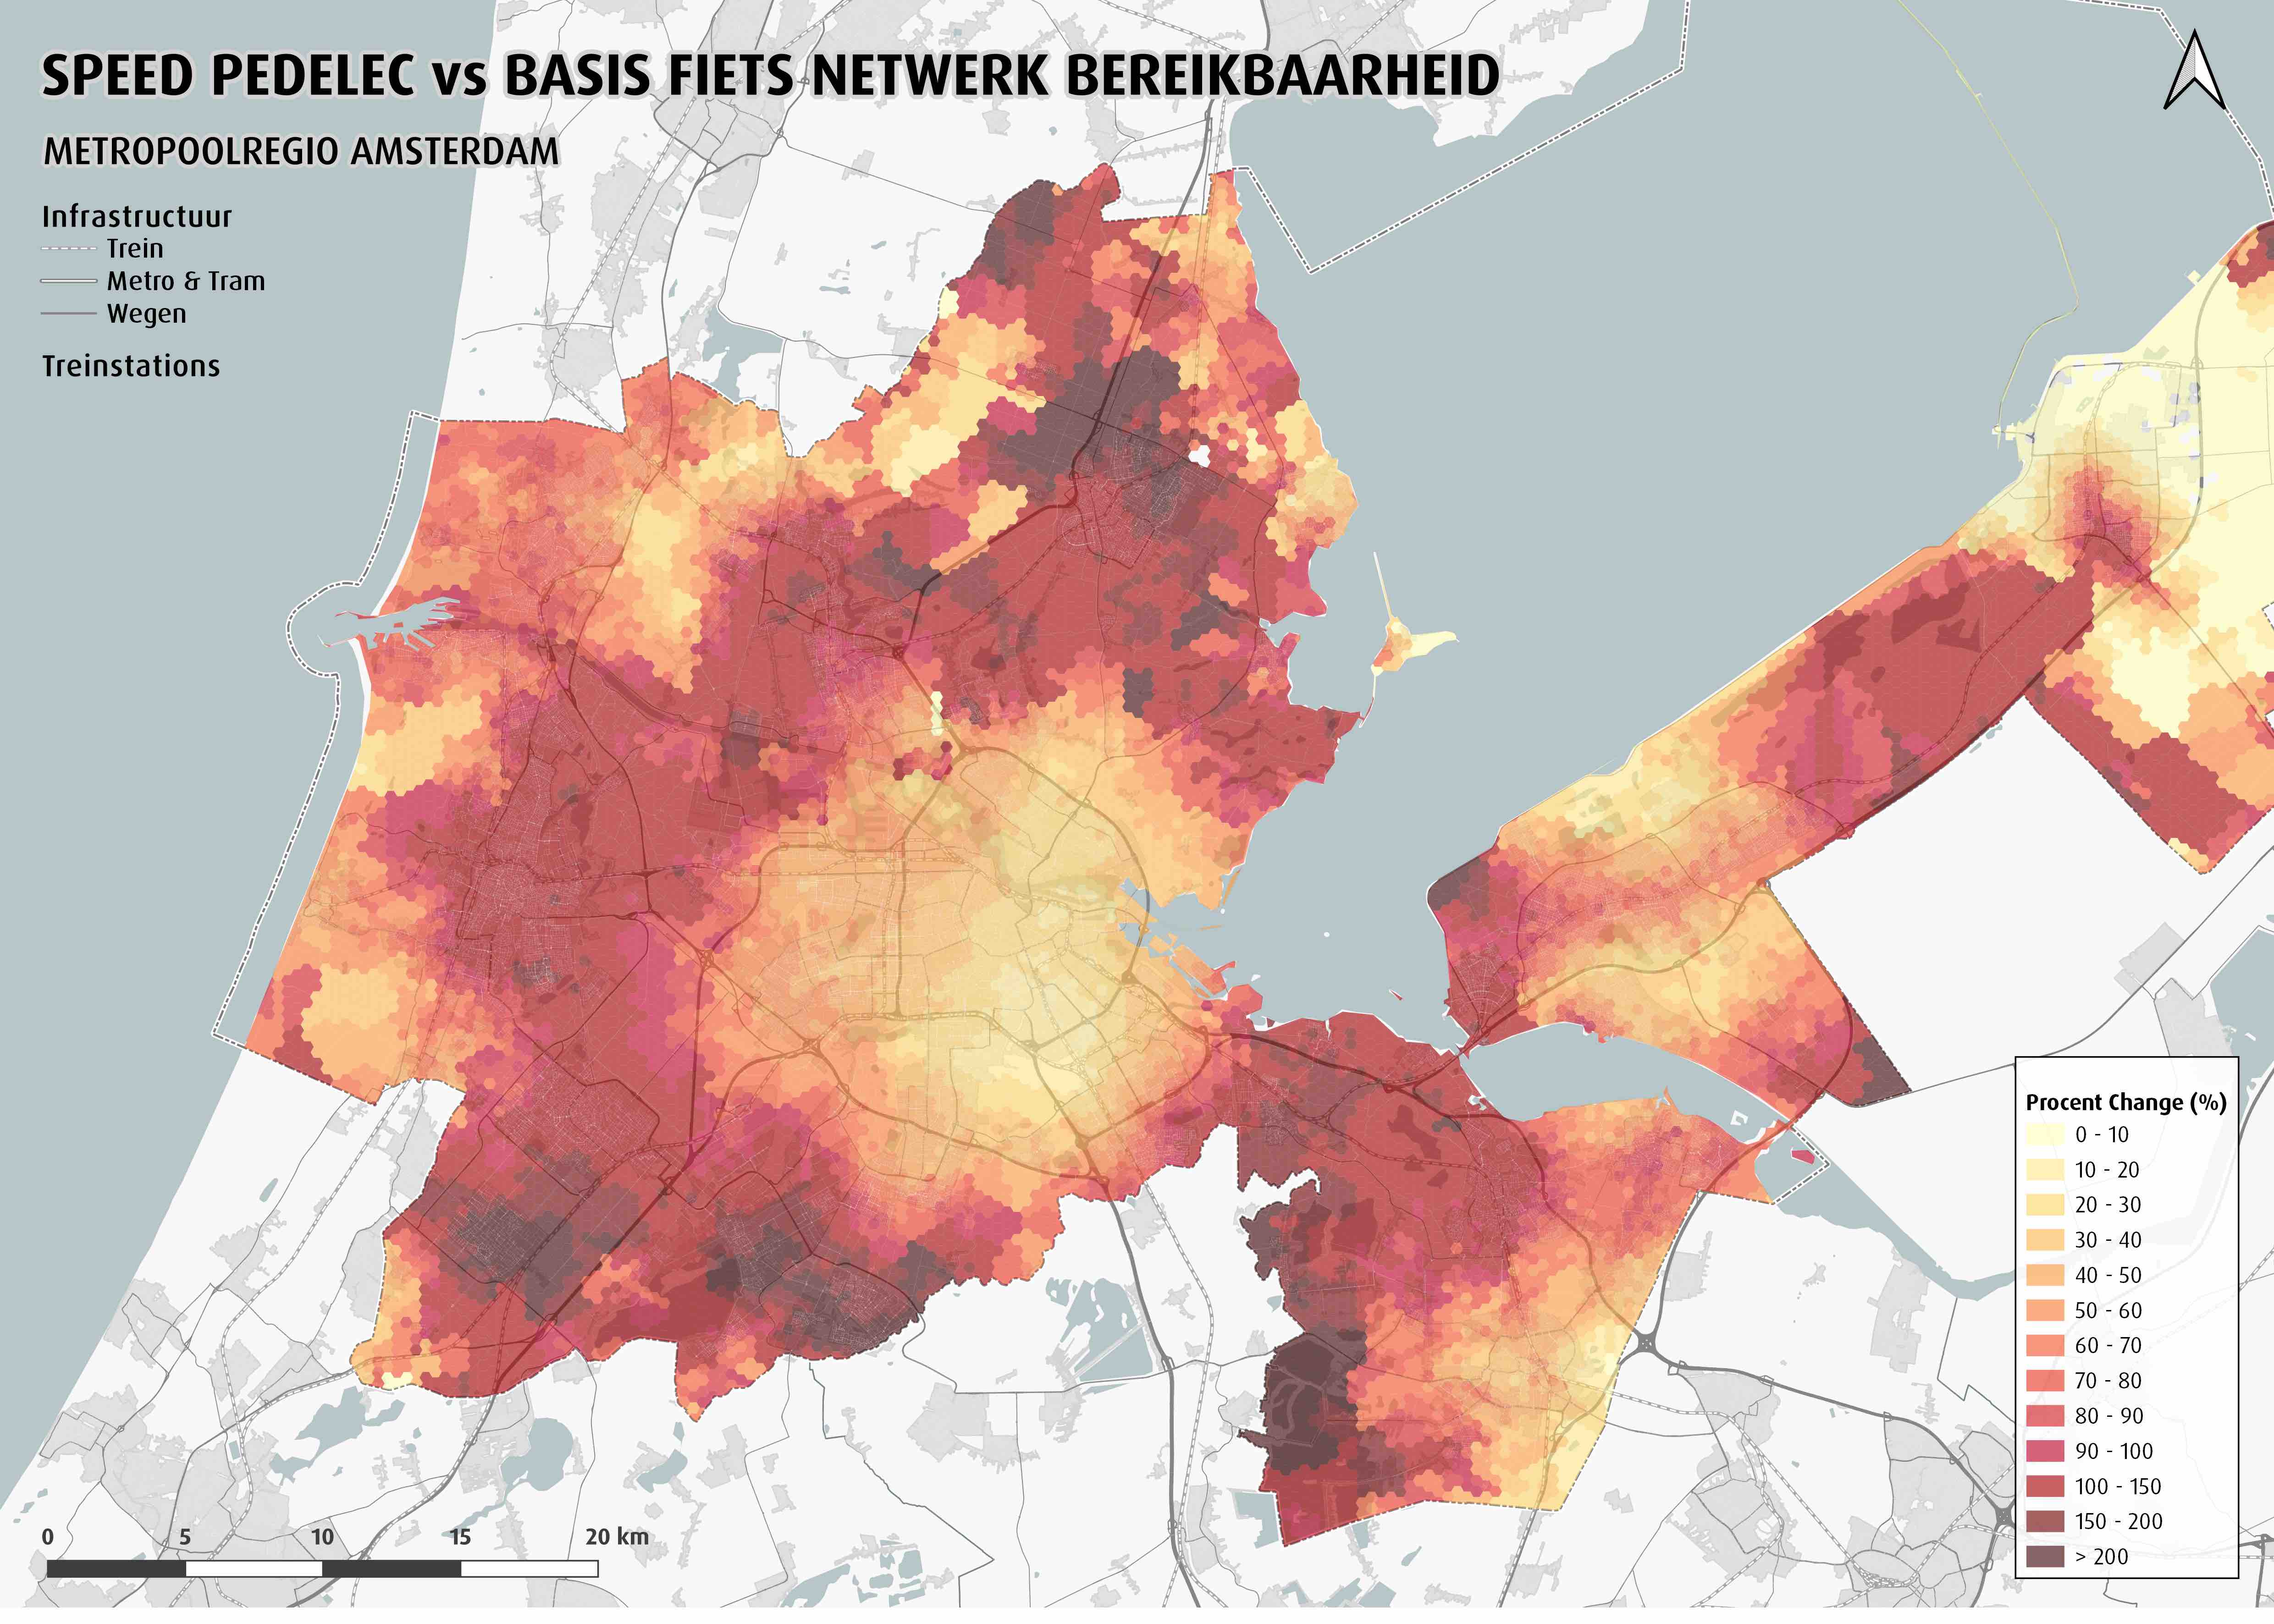 SPEED PEDELEC vs BASIS FIETS NETWERK BEREIKBAARHEID
METROPOOLREGIO AMSTERDAM
Infrastructuur
Trein
Metro & Tram
Wegen
Treinstations
Procent Change (%)
0 - 10
10 - 20
20 - 30
30 - 40
40 - 50
50 - 60
60 - 70
70 - 80
80 - 90
90 - 100
100 - 150
150 - 200
> 200
0 5 10 15 20 km